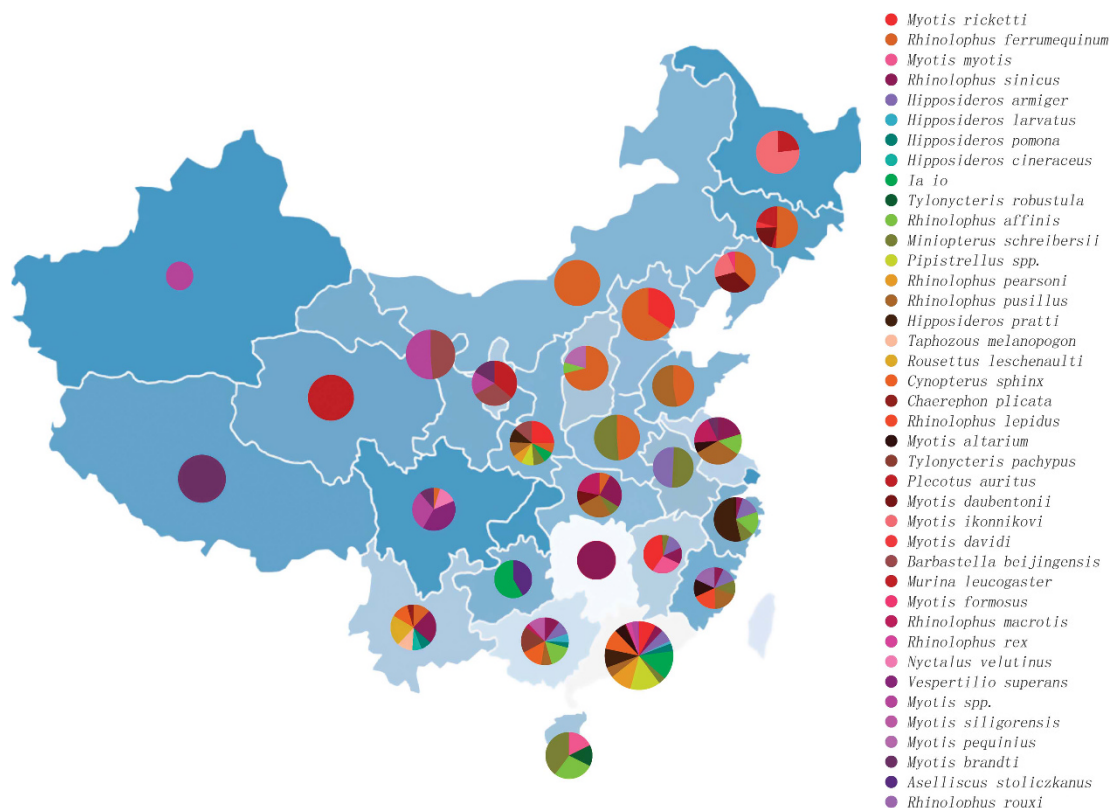 Myotis ricketti
Rhinolophus ferrumequinum
Myotis myotis
Rhinolophus sinicus
Hipposideros armiger
Hipposideros larvatus
Hipposideros pomona
Hipposideros cineraceus
Ia io
Tylonycteris robustula
Rhinolophus affinis
Miniopterus schreibersii
Pipistrellus spp.
Rhinolophus pearsoni
Rhinolophus pusillus
Hipposideros pratti
Taphozous melanopogon
Rousettus leschenaulti
Cynopterus sphinx
Chaerephon plicata
Rhinolophus lepidus
Myotis altarium
Tylonycteris pachypus
Plecotus auritus
Myotis daubentonii
Myotis ikonnikovi
Myotis davidi
Barbastella beijingensis
Murina leucogaster
Myotis formosus
Rhinolophus macrotis
Rhinolophus rex
Nyctalus velutinus
Vespertilio superans
Myotis spp.
Myotis siligorensis
Myotis pequinius
Myotis brandti
Aselliscus stoliczkanus
Rhinolophus rouxi